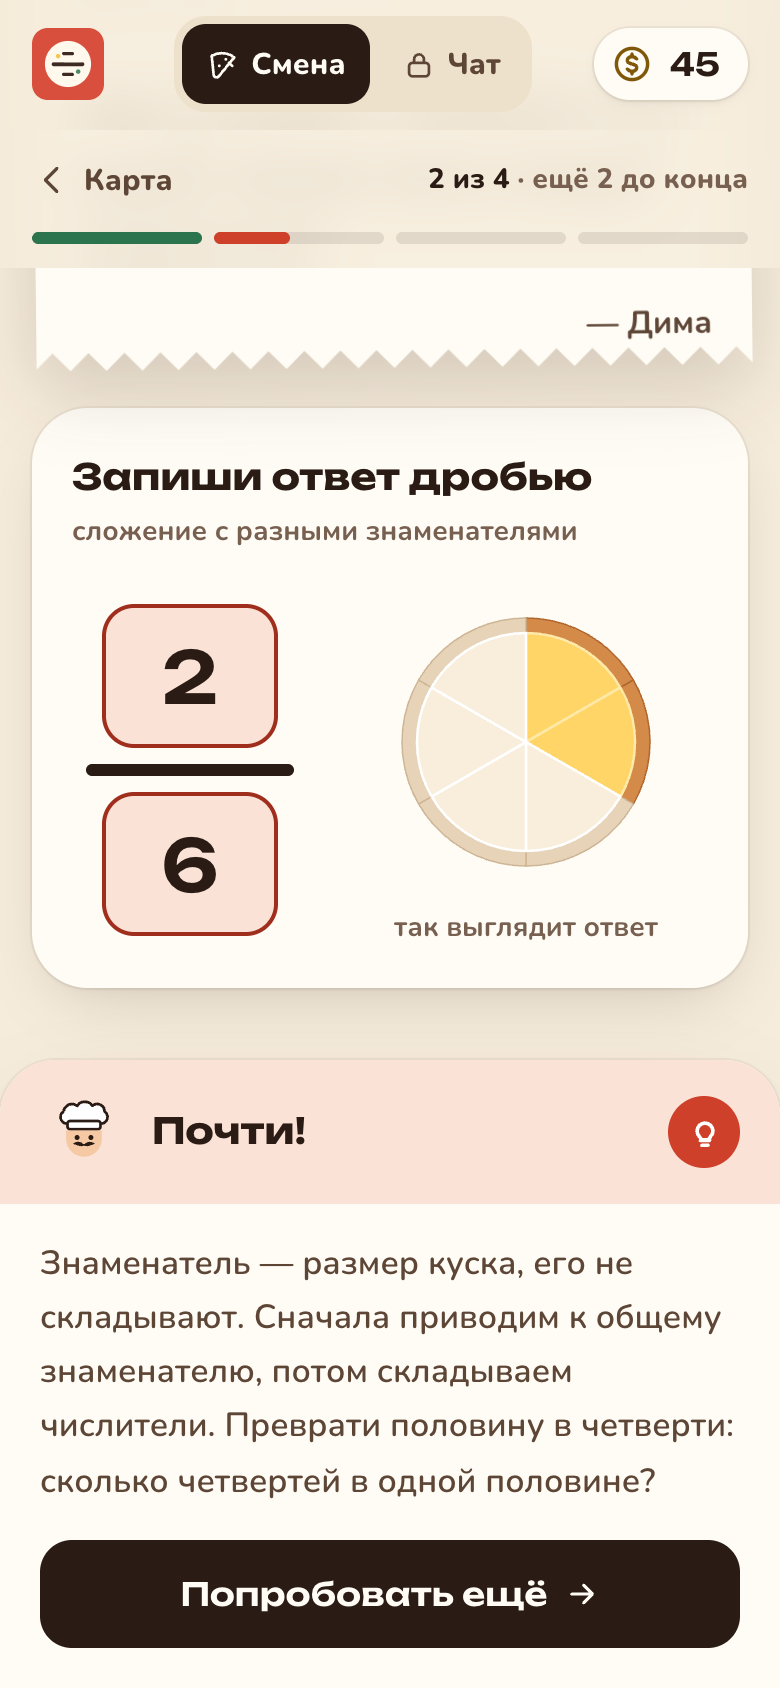 Смена
Чат
45
Карта
2 из 4 · ещё 2 до конца
— Дима
Запиши ответ дробью
сложение с разными знаменателями
2
6
так выглядит ответ
Почти!
Знаменатель — размер куска, его не
складывают. Сначала приводим к общему
знаменателю, потом складываем
числители. Преврати половину в четверти:
сколько четвертей в одной половине?
Попробовать ещё →